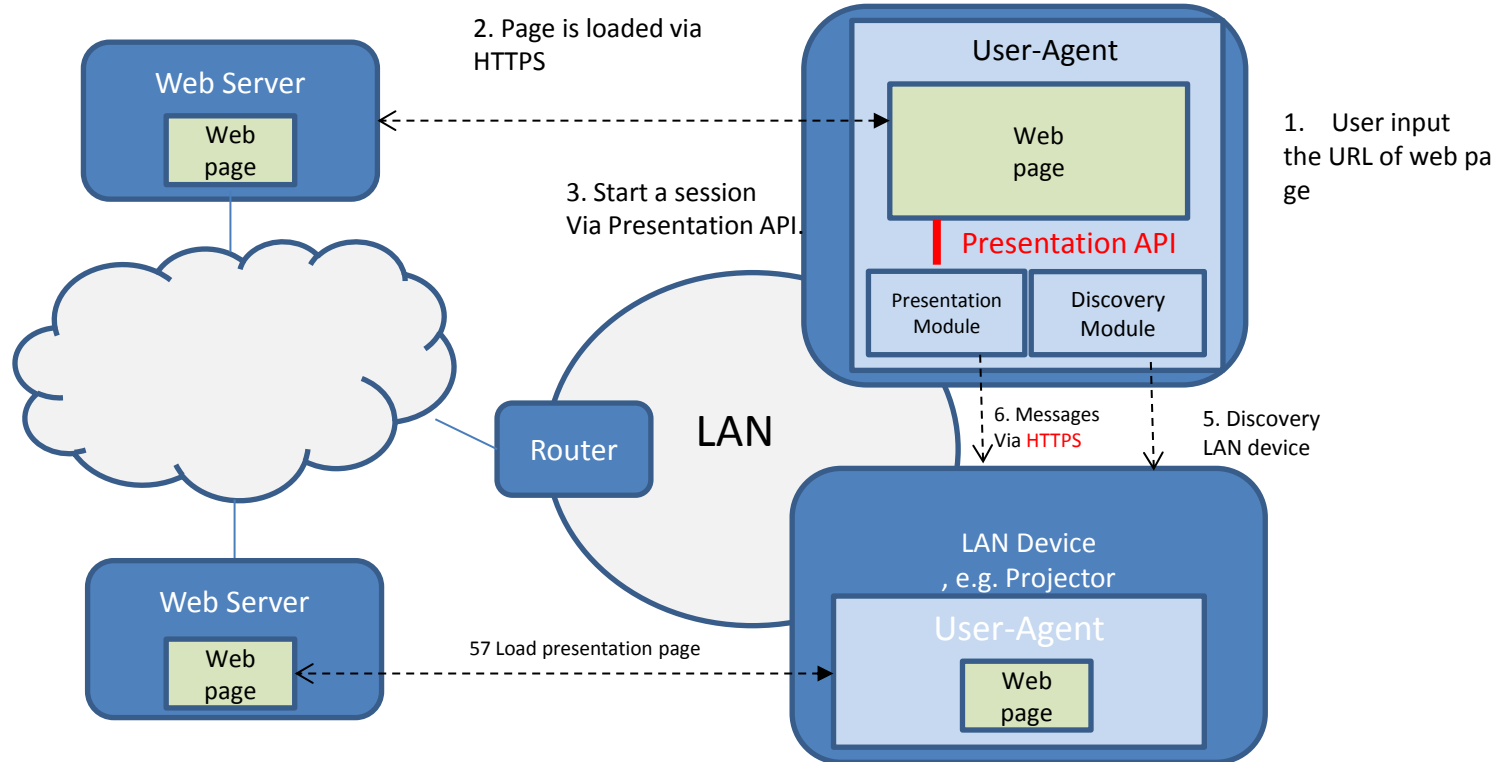 2. Page is loaded via
HTTPS
User-Agent
Web Server
Web
page
Web
page
1. User input
the URL of web pa
ge
3. Start a session
Via Presentation API.
Presentation API
Presentation
Module
Discovery
Module
LAN
Router
6. Messages
Via HTTPS
5. Discovery
LAN device
LAN Device
, e.g. Projector
Web Server
User-Agent
57 Load presentation page
Web
page
Web
page